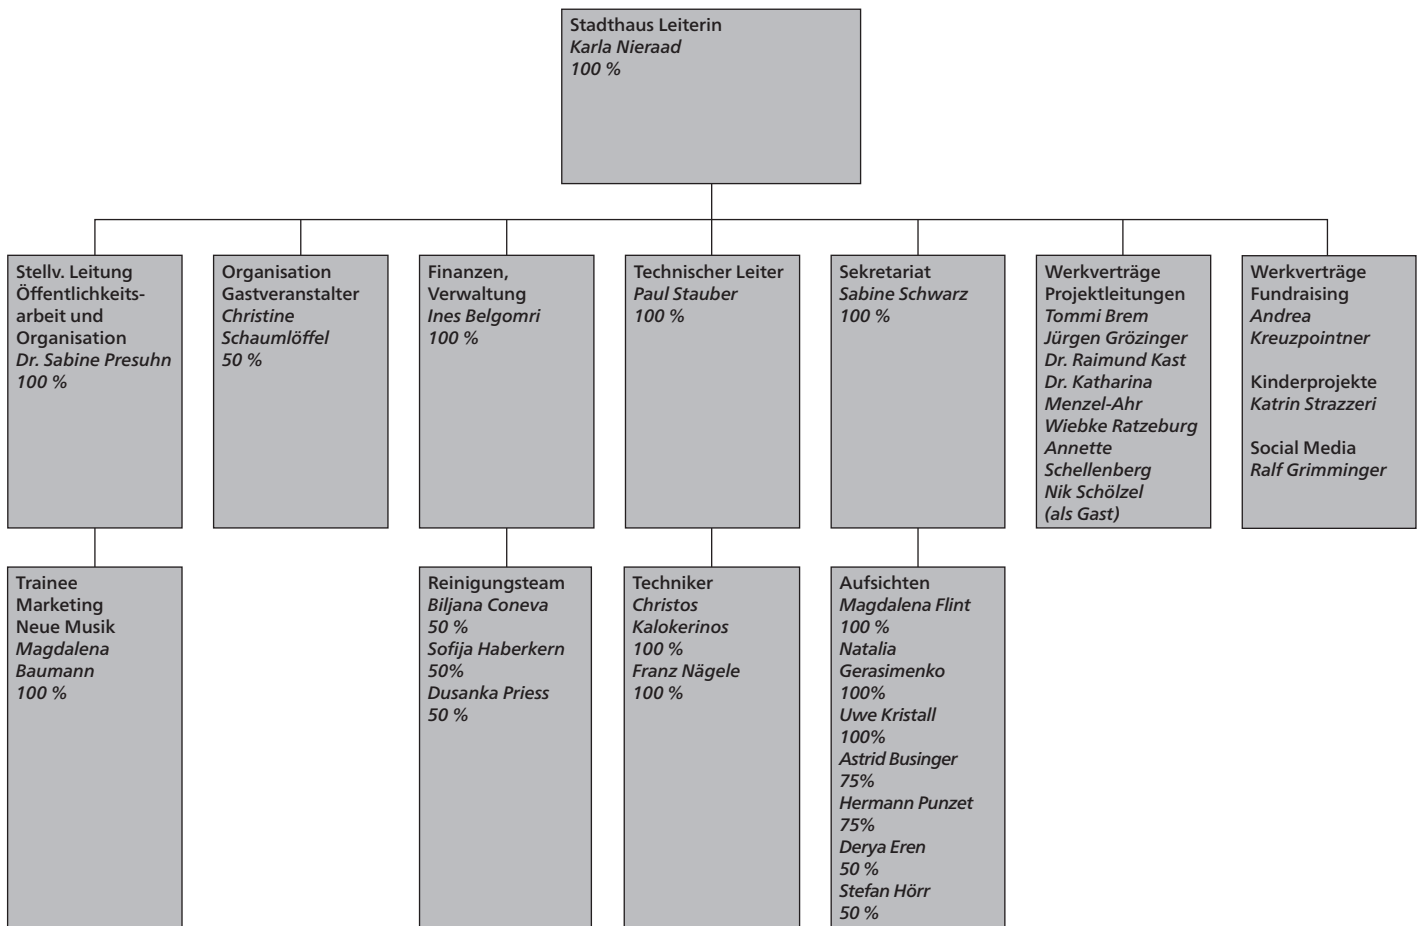 Stadthaus Leiterin
Karla Nieraad
100 %
Stellv. Leitung
Öffentlichkeits-
arbeit und
Organisation
Dr. Sabine Presuhn
100 %
Organisation
Gastveranstalter
Christine
Schaumlöffel
50 %
Finanzen,
Verwaltung
Ines Belgomri
100 %
Technischer Leiter
Paul Stauber
100 %
Sekretariat
Sabine Schwarz
100 %
Werkverträge
Projektleitungen
Tommi Brem
Jürgen Grözinger
Dr. Raimund Kast
Dr. Katharina
Menzel-Ahr
Wiebke Ratzeburg
Annette
Schellenberg
Nik Schölzel
(als Gast)
Werkverträge
Fundraising
Andrea
Kreuzpointner
Kinderprojekte
Katrin Strazzeri
Social Media
Ralf Grimminger
Trainee
Marketing
Neue Musik
Magdalena
Baumann
100 %
Reinigungsteam
Biljana Coneva
50 %
Sofija Haberkern
50%
Dusanka Priess
50 %
Techniker
Christos
Kalokerinos
100 %
Franz Nägele
100 %
Aufsichten
Magdalena Flint
100 %
Natalia
Gerasimenko
100%
Uwe Kristall
100%
Astrid Businger
75%
Hermann Punzet
75%
Derya Eren
50 %
Stefan Hörr
50 %